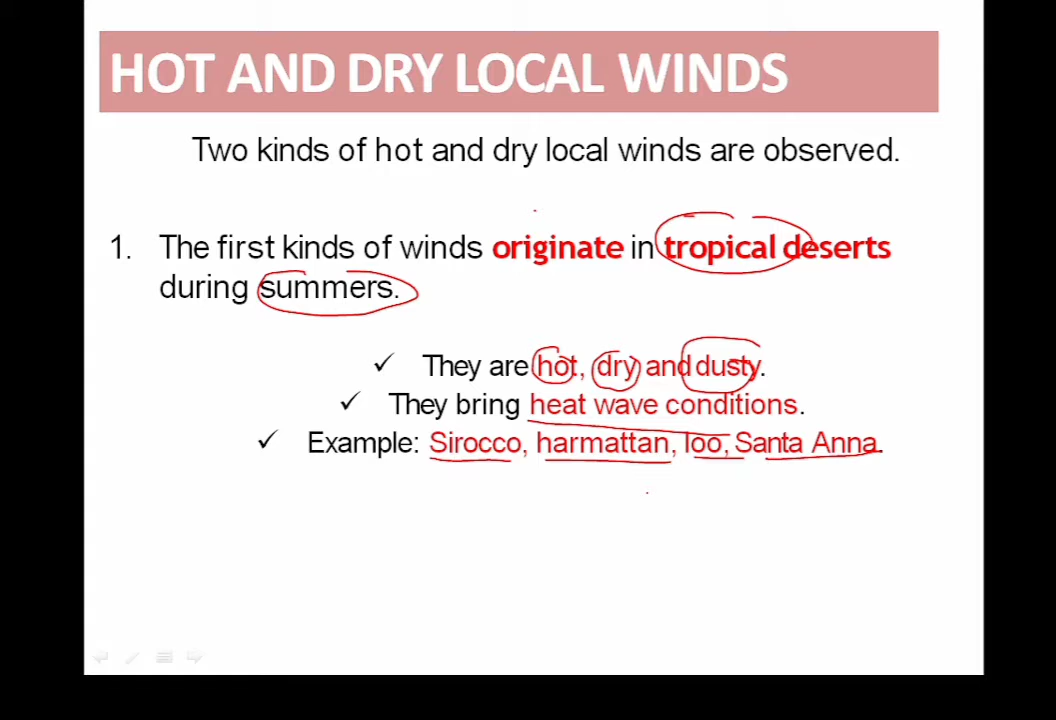 HOT AND DRY LOCAL WINDS
Two kinds of hot and dry local winds are observed.
1. The first kinds of winds originate in tropical deserts
during summers.
✓ They are hot, dry and dusty.
✓ They bring heat wave conditions.
✓ Example: Sirocco, harmattan, loo, Santa Anna.